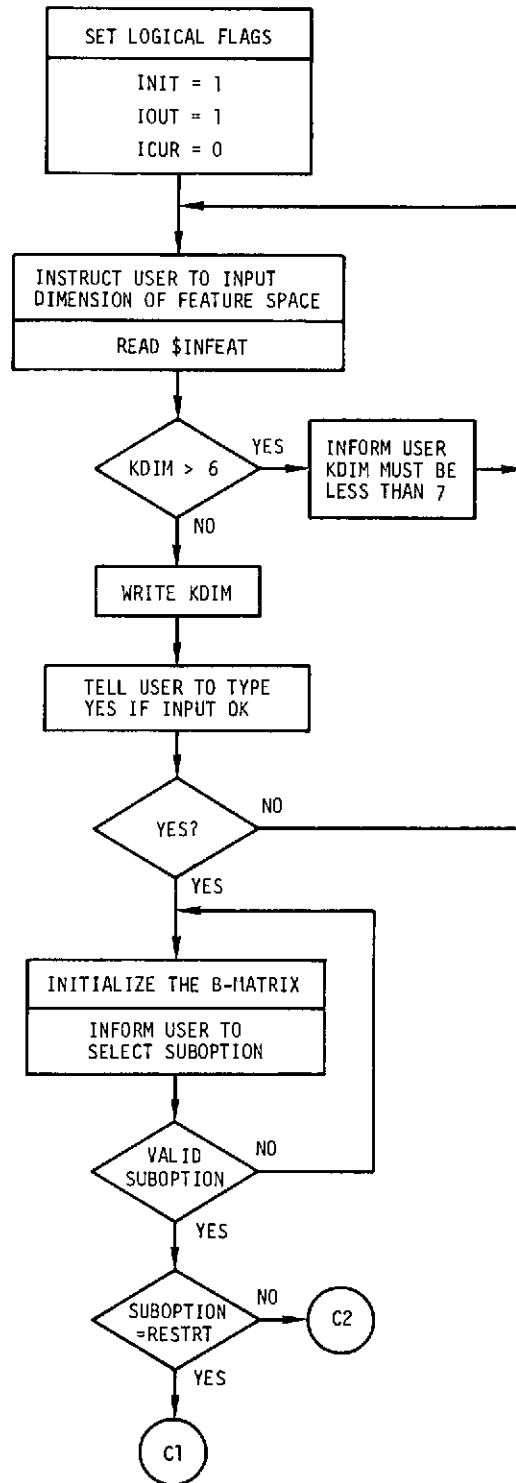 SET LOGICAL FLAGS
INIT = 1
IOUT = 1
ICUR = 0
INSTRUCT USER TO INPUT
DIMENSION OF FEATURE SPACE
READ $INFEAT
KDIM > 6
YES
INFORM USER
KDIM MUST BE
LESS THAN 7
NO
WRITE KDIM
TELL USER TO TYPE
YES IF INPUT OK
YES?
NO
YES
INITIALIZE THE B-MATRIX
INFORM USER TO
SELECT SUBOPTION
VALID
SUBOPTION
NO
YES
SUBOPTION
=RESTRT
NO
C2
YES
C1